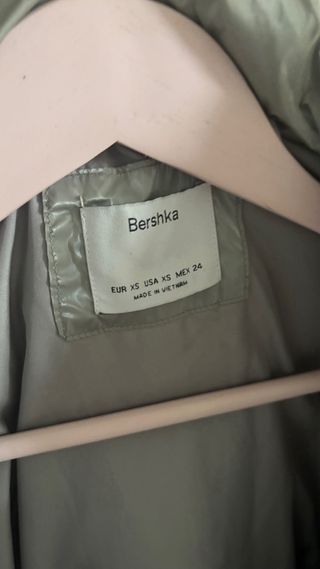 Bershka
EUR XS USA XS MEX 24
MADE IN VIETNAM